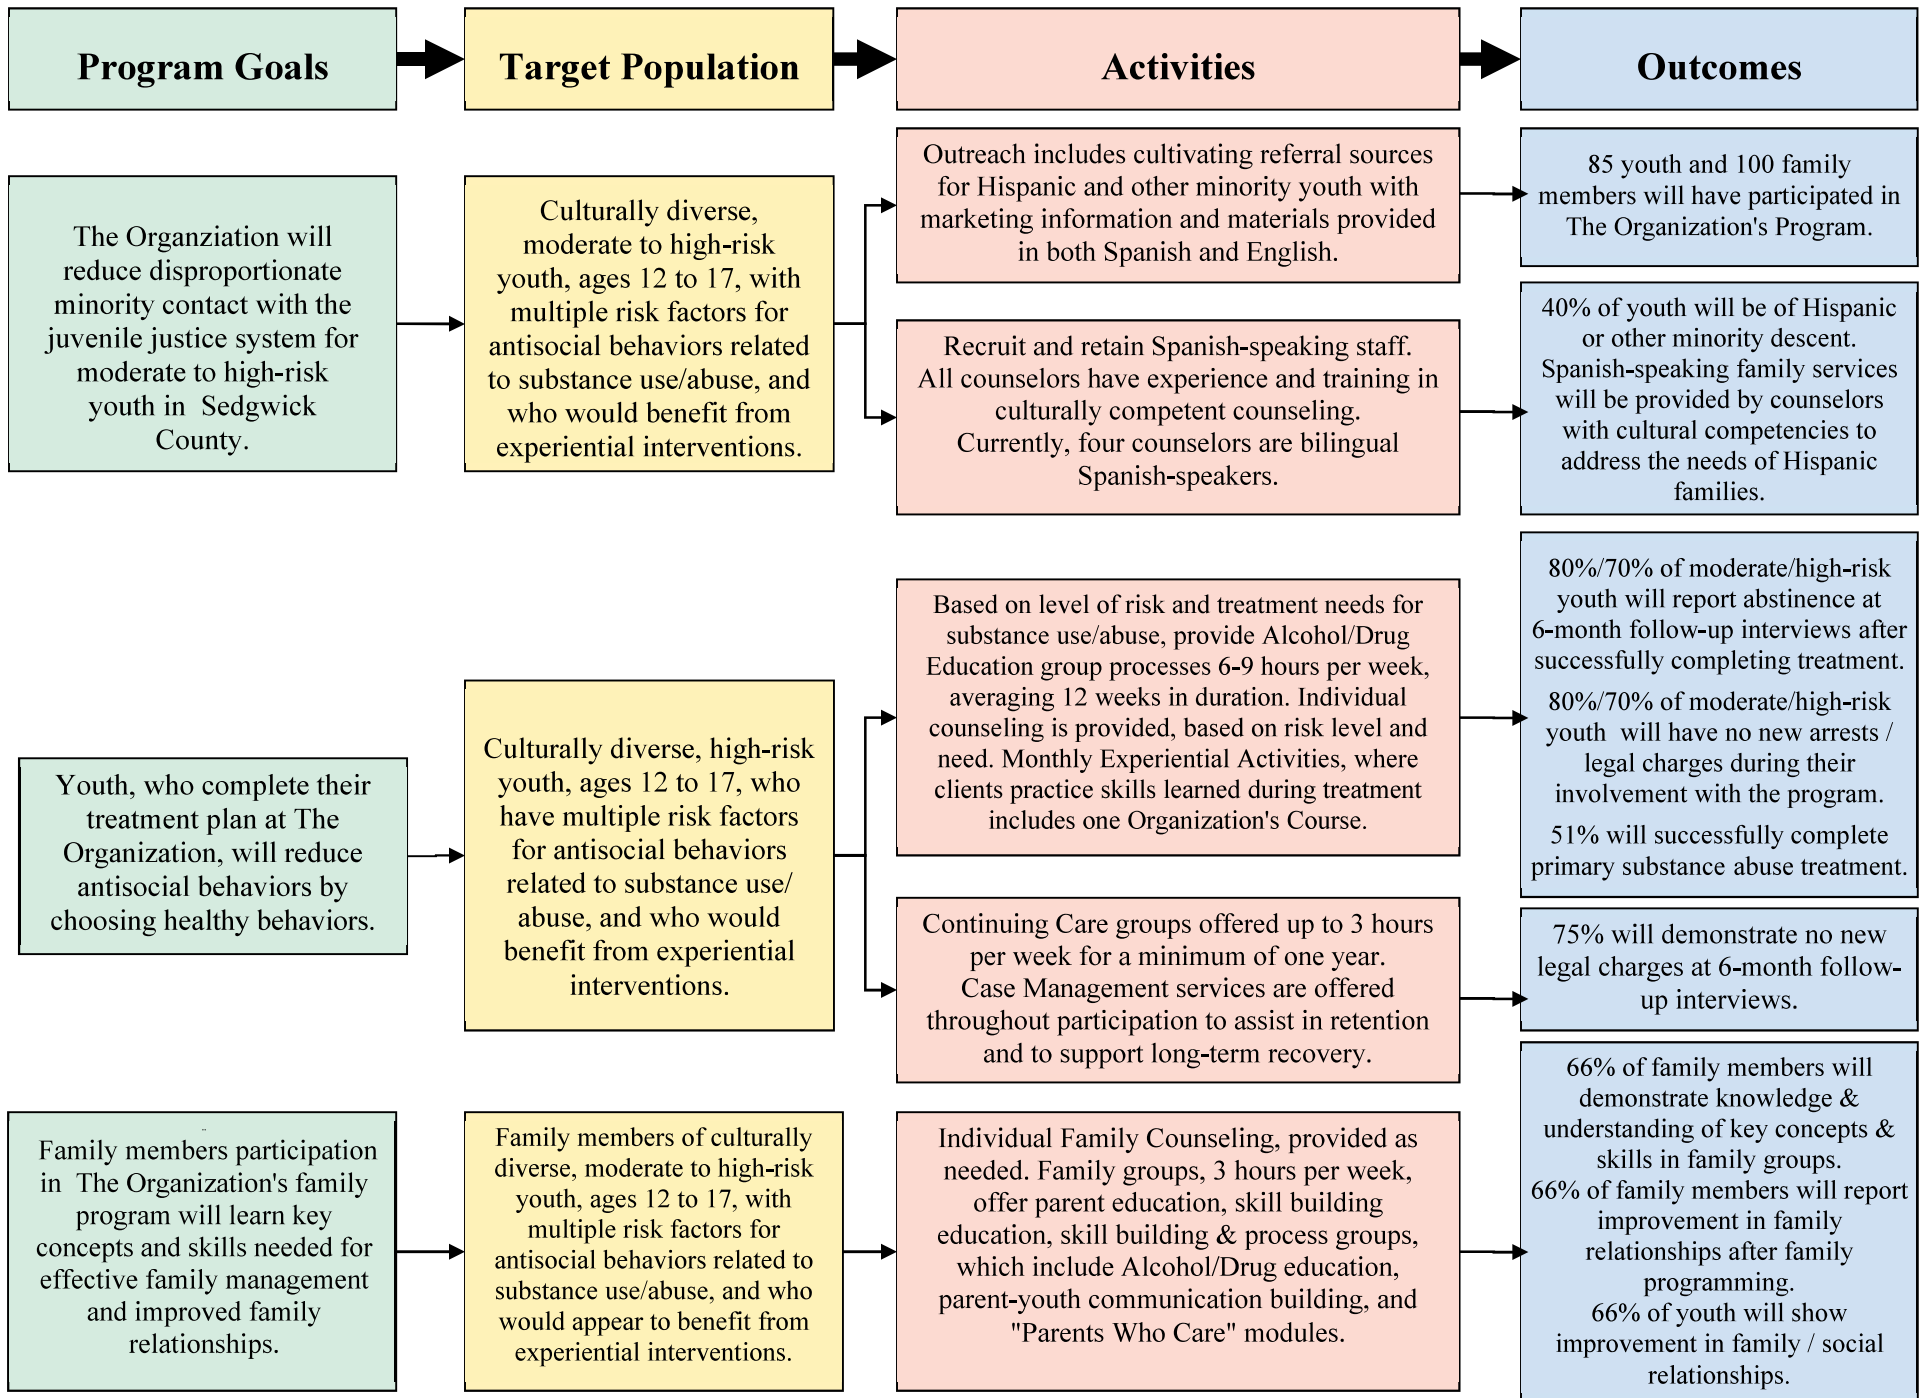 Program Goals
Target Population
Activities
Outcomes
The Organziation will
reduce disproportionate
minority contact with the
juvenile justice system for
moderate to high-risk
youth in Sedgwick
County.
Culturally diverse,
moderate to high-risk
youth, ages 12 to 17, with
multiple risk factors for
antisocial behaviors related
to substance use/abuse, and
who would benefit from
experiential interventions.
Outreach includes cultivating referral sources
for Hispanic and other minority youth with
marketing information and materials provided
in both Spanish and English.
85 youth and 100 family
members will have participated in
The Organization's Program.
Recruit and retain Spanish-speaking staff.
All counselors have experience and training in
culturally competent counseling.
Currently, four counselors are bilingual
Spanish-speakers.
40% of youth will be of Hispanic
or other minority descent.
Spanish-speaking family services
will be provided by counselors
with cultural competencies to
address the needs of Hispanic
families.
Youth, who complete their
treatment plan at The
Organization, will reduce
antisocial behaviors by
choosing healthy behaviors.
Culturally diverse, high-risk
youth, ages 12 to 17, who
have multiple risk factors
for antisocial behaviors
related to substance use/
abuse, and who would
benefit from experiential
interventions.
Based on level of risk and treatment needs for
substance use/abuse, provide Alcohol/Drug
Education group processes 6-9 hours per week,
averaging 12 weeks in duration. Individual
counseling is provided, based on risk level and
need. Monthly Experiential Activities, where
clients practice skills learned during treatment
includes one Organization's Course.
80%/70% of moderate/high-risk
youth will report abstinence at
6-month follow-up interviews after
successfully completing treatment.
80%/70% of moderate/high-risk
youth will have no new arrests /
legal charges during their
involvement with the program.
51% will successfully complete
primary substance abuse treatment.
Continuing Care groups offered up to 3 hours
per week for a minimum of one year.
Case Management services are offered
throughout participation to assist in retention
and to support long-term recovery.
75% will demonstrate no new
legal charges at 6-month follow-
up interviews.
Family members participation
in The Organization's family
program will learn key
concepts and skills needed for
effective family management
and improved family
relationships.
Family members of culturally
diverse, moderate to high-risk
youth, ages 12 to 17, with
multiple risk factors for
antisocial behaviors related to
substance use/abuse, and who
would appear to benefit from
experiential interventions.
Individual Family Counseling, provided as
needed. Family groups, 3 hours per week,
offer parent education, skill building
education, skill building & process groups,
which include Alcohol/Drug education,
parent-youth communication building, and
"Parents Who Care" modules.
66% of family members will
demonstrate knowledge &
understanding of key concepts &
skills in family groups.
66% of family members will report
improvement in family
relationships after family
programming.
66% of youth will show
improvement in family / social
relationships.